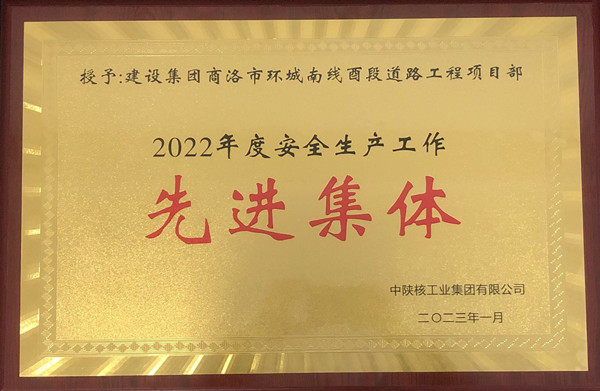 授予:建设集团商洛市环城南线酉段道路工程项目部
2022年度安全生产工作
先进集体
中陕核工业集团有限公司
二〇二三年一月